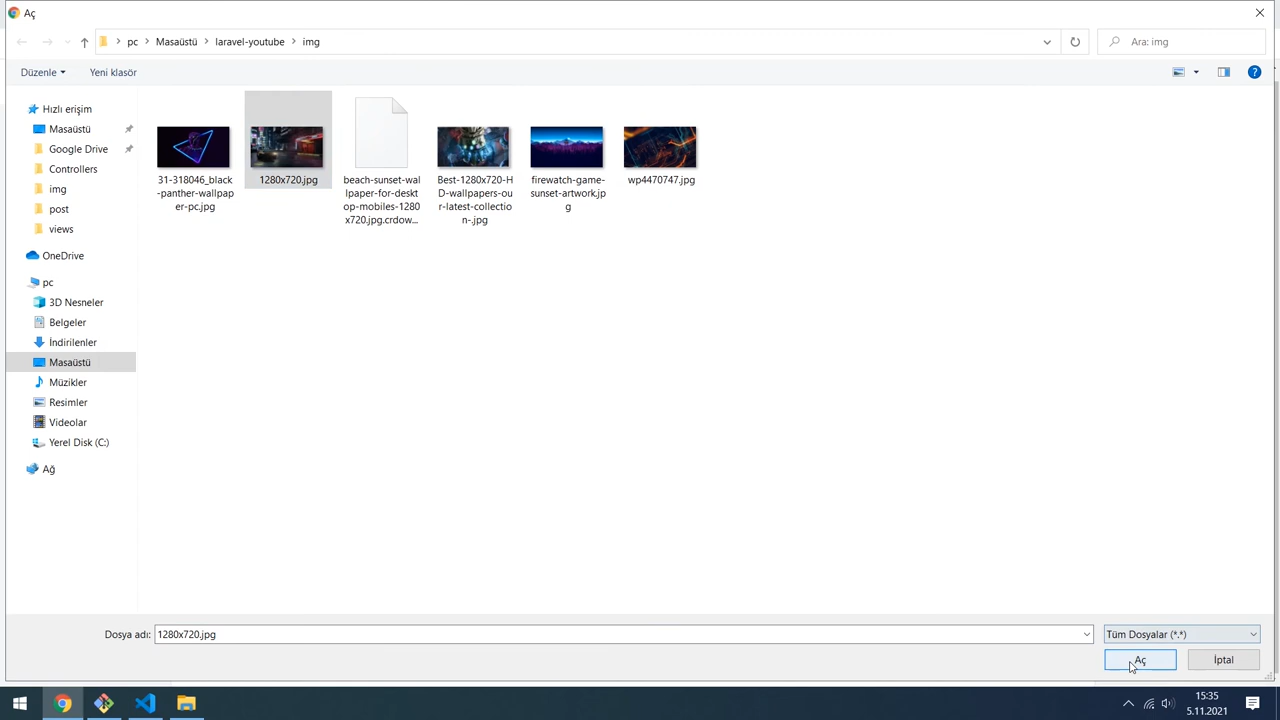 Aç
pc
Masaüstü
laravel-youtube
img
Ara: img
Düzenle
Yeni klasör
?
Hızlı erişim
Masaüstü
Google Drive
Controllers
img
post
views
OneDrive
pc
3D Nesneler
Belgeler
İndirilenler
Masaüstü
Müzikler
Resimler
Videolar
Yerel Disk (C:)
Ağ
31-318046_black
-panther-wallpap
er-pc.jpg
1280x720.jpg
beach-sunset-wal
lpaper-for-deskt
op-mobiles-1280
x720.jpg.crdow...
Best-1280x720-H
D-wallpapers-ou
r-latest-collectio
n-.jpg
firewatch-game-
sunset-artwork.jp
g
wp4470747.jpg
Dosya adı:
1280x720.jpg
Tüm Dosyalar (*.*)
Aç
İptal
15:35
5.11.2021